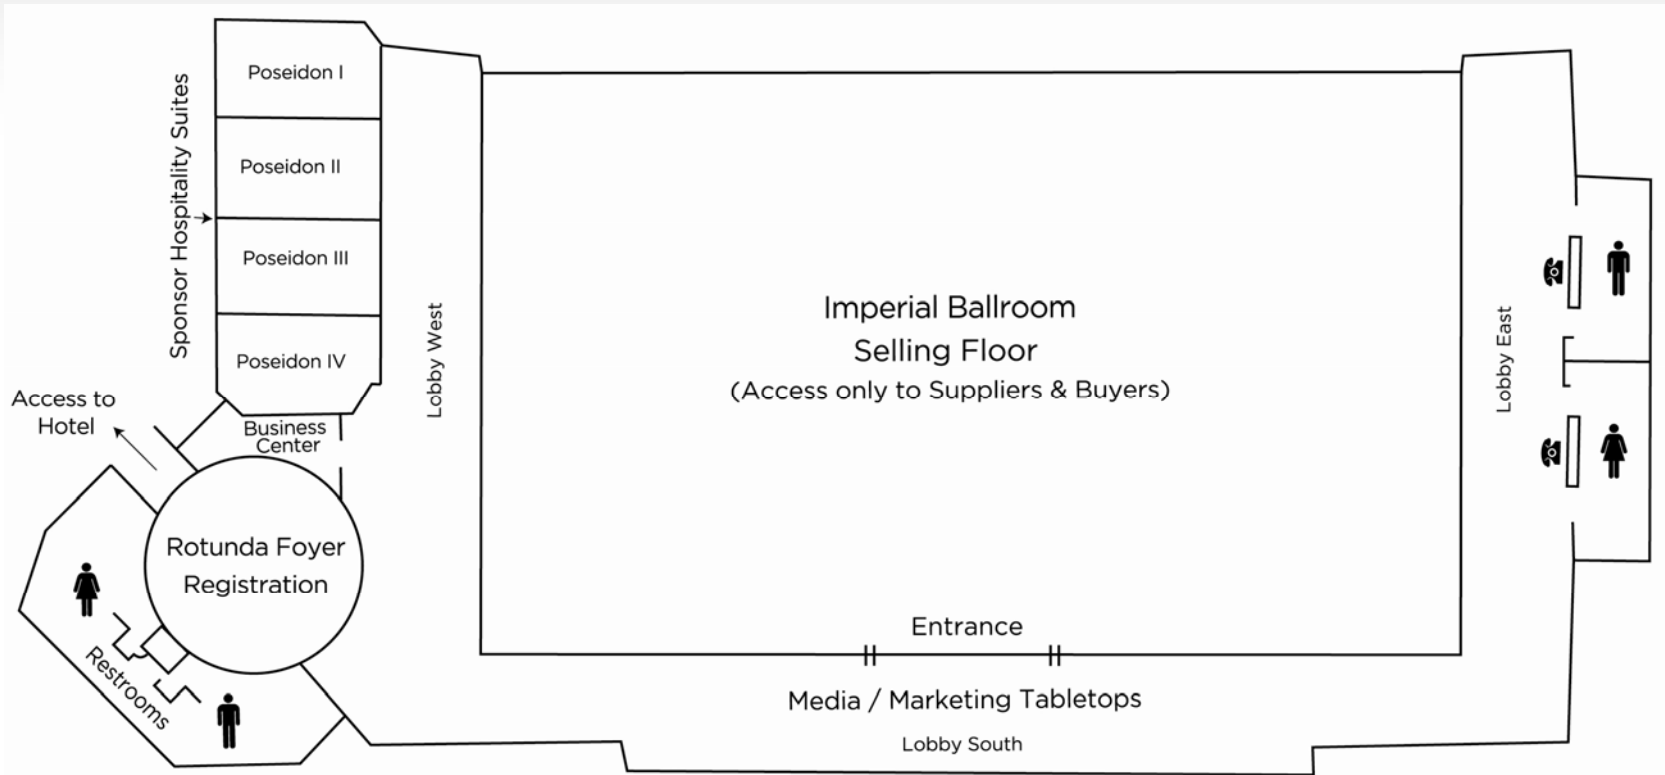 Poseidon I
Poseidon II
Poseidon III
Poseidon IV
Sponsor Hospitality Suites
Lobby West
Imperial Ballroom
Selling Floor
(Access only to Suppliers & Buyers)
Lobby East
Access to
Hotel
Business
Center
Rotunda Foyer
Registration
Restrooms
Entrance
Media / Marketing Tabletops
Lobby South